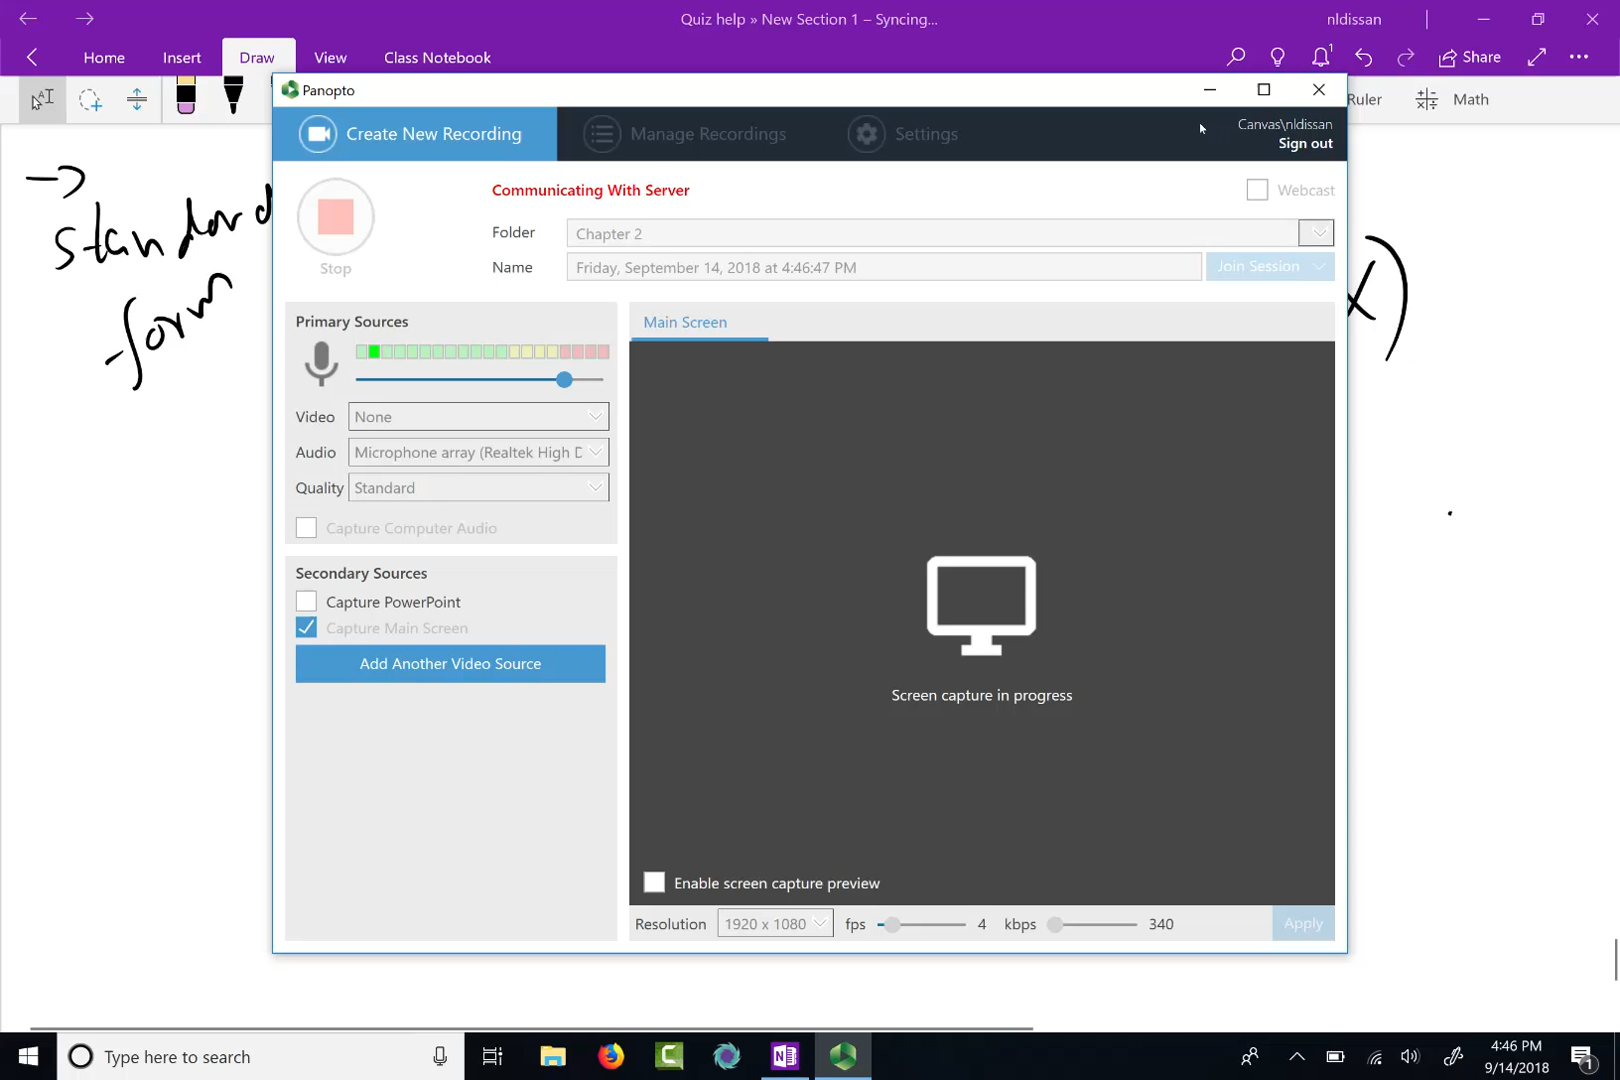 Quiz help » New Section 1 – Syncing...
nldissan
Home
Insert
Draw
View
Class Notebook
1
Share
Ruler
Math
Panopto
Create New Recording
Manage Recordings
Settings
Canvas\nldissan
Sign out
Communicating With Server
Webcast
Stop
Folder
Chapter 2
Name
Friday, September 14, 2018 at 4:46:47 PM
Join Session
standard
form
x)
Primary Sources
Video
None
Audio
Microphone array (Realtek High D
Quality
Standard
Capture Computer Audio
Secondary Sources
Capture PowerPoint
Capture Main Screen
Add Another Video Source
Main Screen
Screen capture in progress
Enable screen capture preview
Resolution
1920 x 1080
fps
4
kbps
340
Apply
Type here to search
4:46 PM
9/14/2018
1